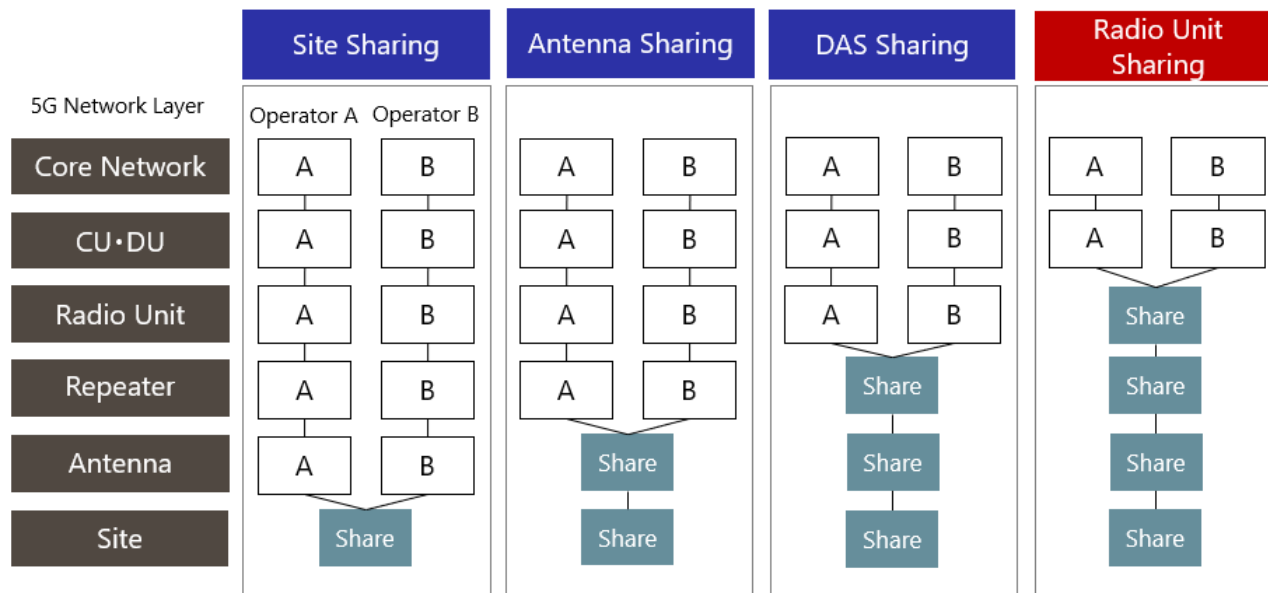 Site Sharing
Antenna Sharing
DAS Sharing
Radio Unit
Sharing
5G Network Layer
Operator A Operator B
Core Network
A B A B A B A B
CU・DU
A B A B A B A B
Radio Unit
A B A B A B Share
Repeater
A B A B Share Share
Antenna
A B Share Share Share
Site
Share Share Share Share